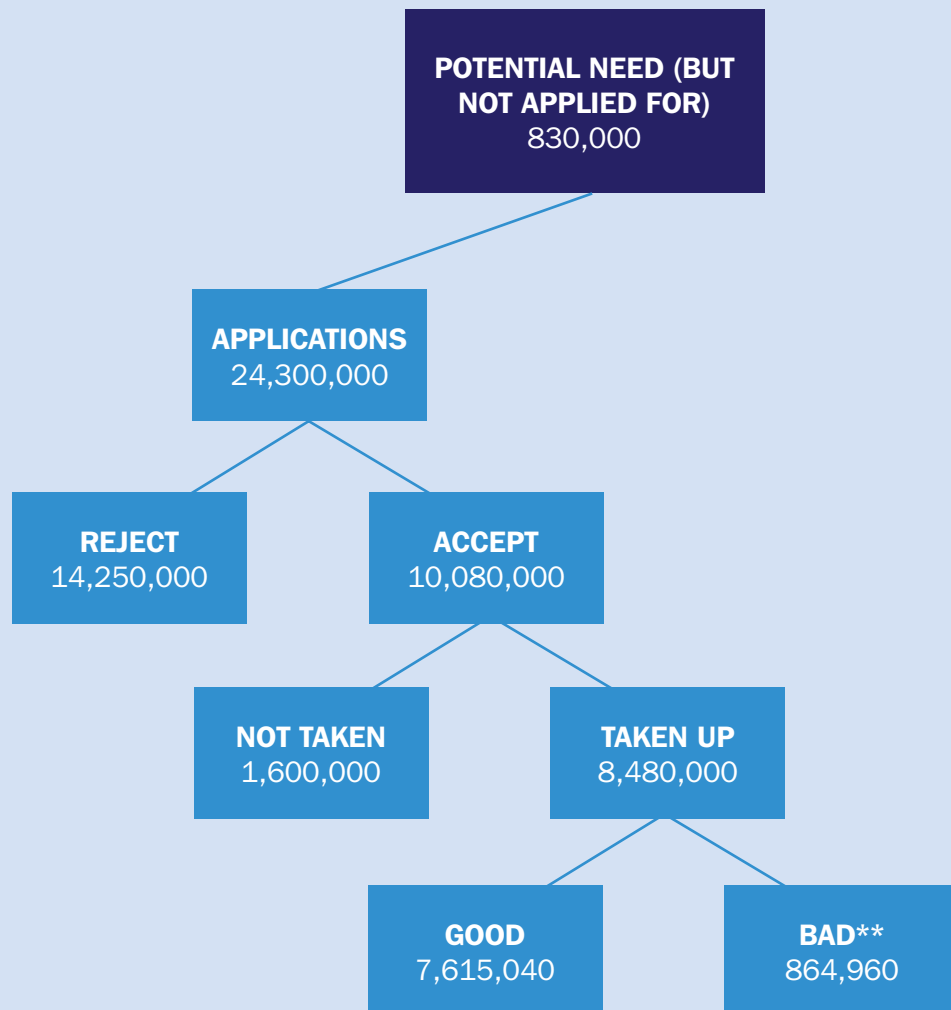 POTENTIAL NEED (BUT
NOT APPLIED FOR)
830,000
APPLICATIONS
24,300,000
REJECT
14,250,000
ACCEPT
10,080,000
NOT TAKEN
1,600,000
TAKEN UP
8,480,000
GOOD
7,615,040
BAD**
864,960